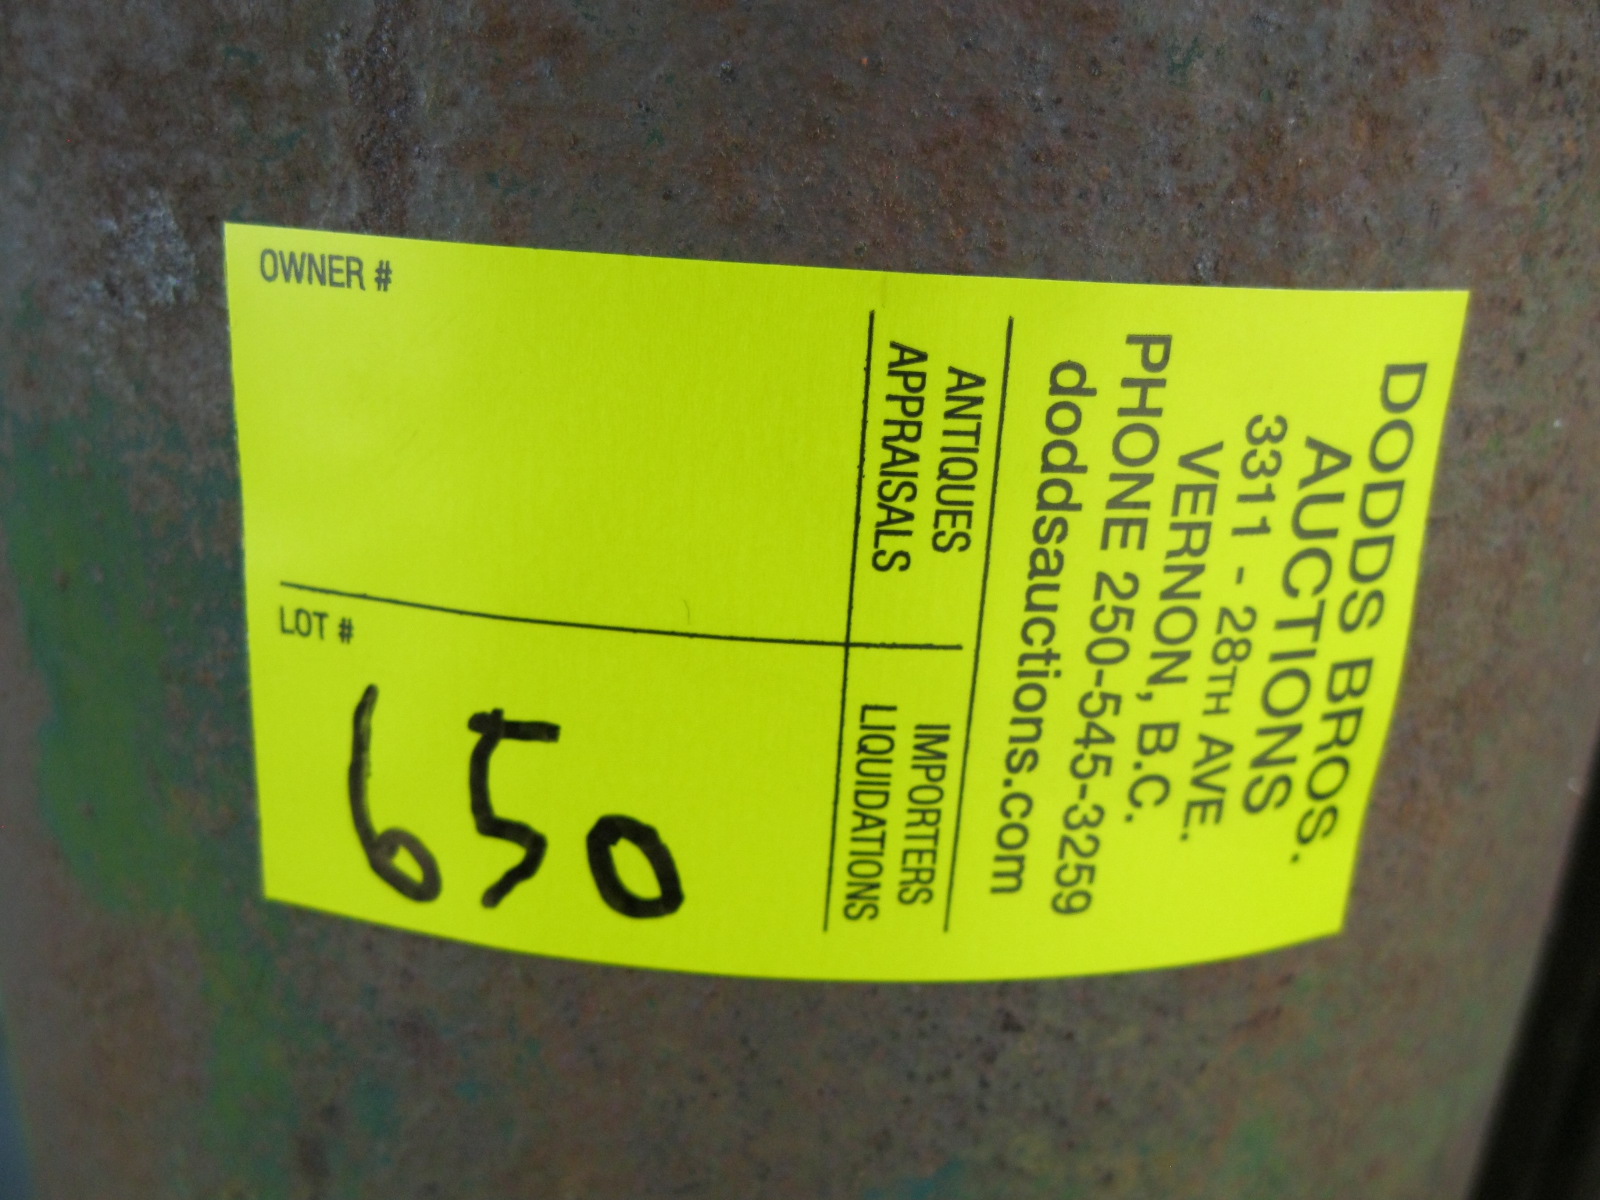 DODDS BROS.
AUCTIONS
3311 - 28TH AVE.
VERNON, B.C.
PHONE 250-545-3259
doddsauctions.com
ANTIQUES
APPRAISALS
IMPORTERS
LIQUIDATIONS
OWNER #
LOT #
650